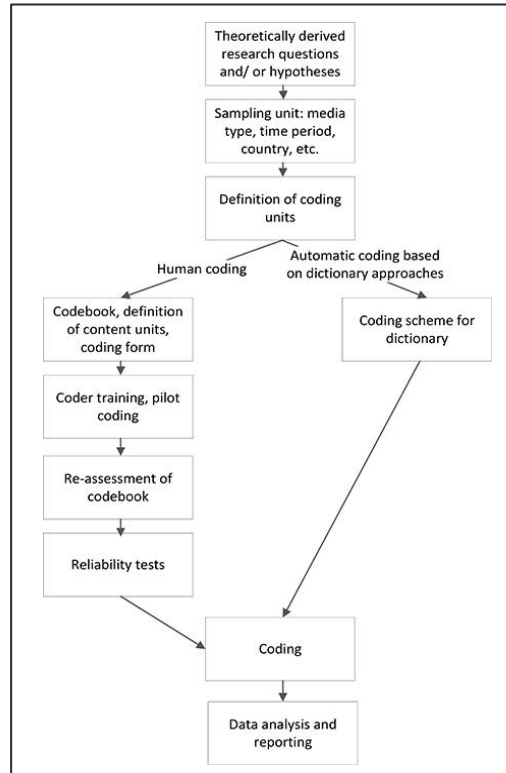 Theoretically derived
research questions
and/ or hypotheses
Sampling unit: media
type, time period,
country, etc.
Definition of coding
units
Human coding
Automatic coding based
on dictionary approaches
Codebook, definition
of content units,
coding form
Coding scheme for
dictionary
Coder training, pilot
coding
Re-assessment of
codebook
Reliability tests
Coding
Data analysis and
reporting